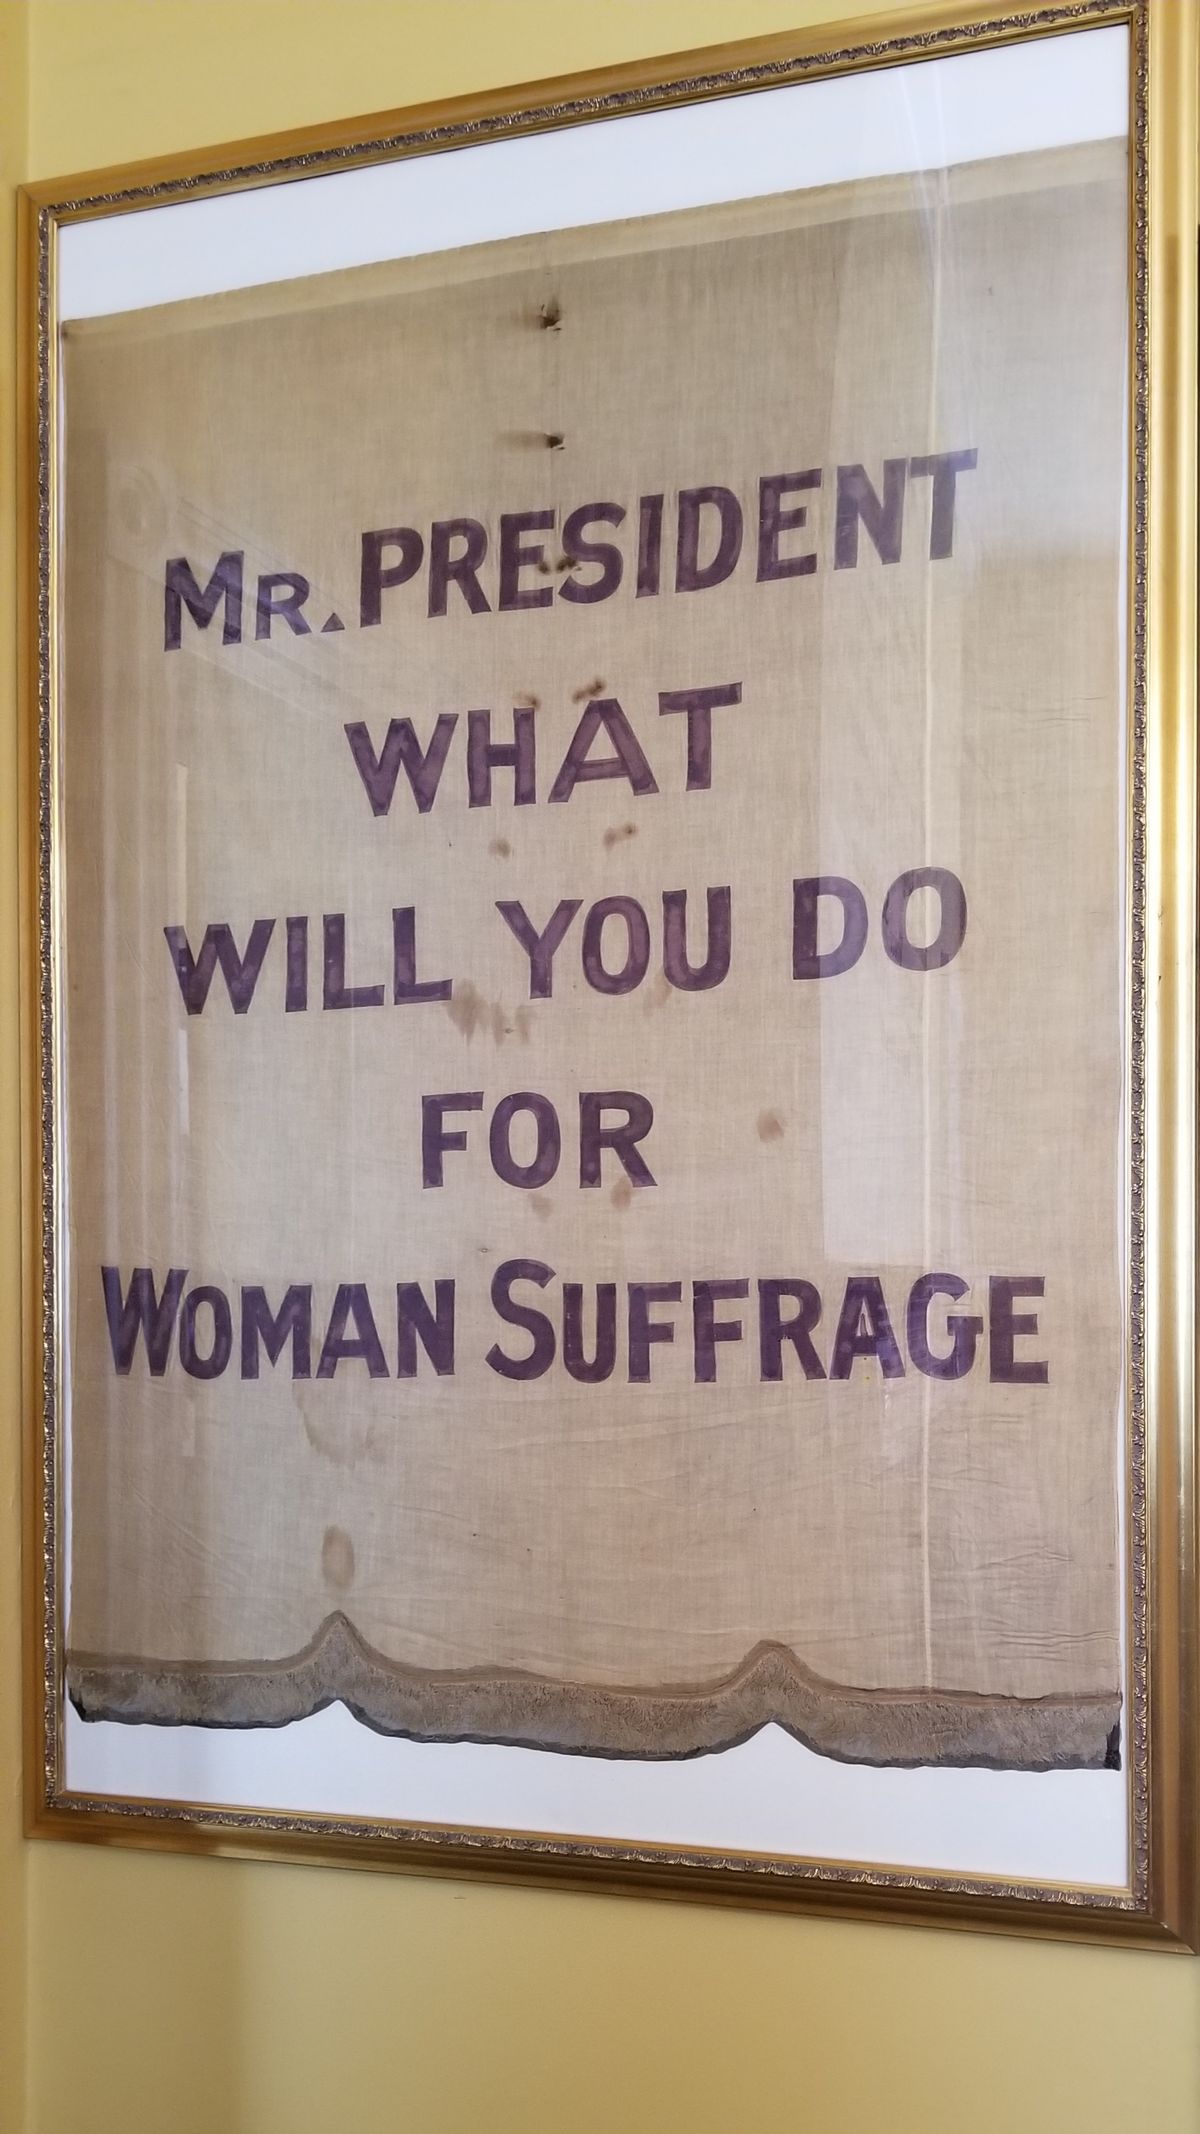 MR. PRESIDENT
WHAT
WILL YOU DO
FOR
WOMAN SUFFRAGE